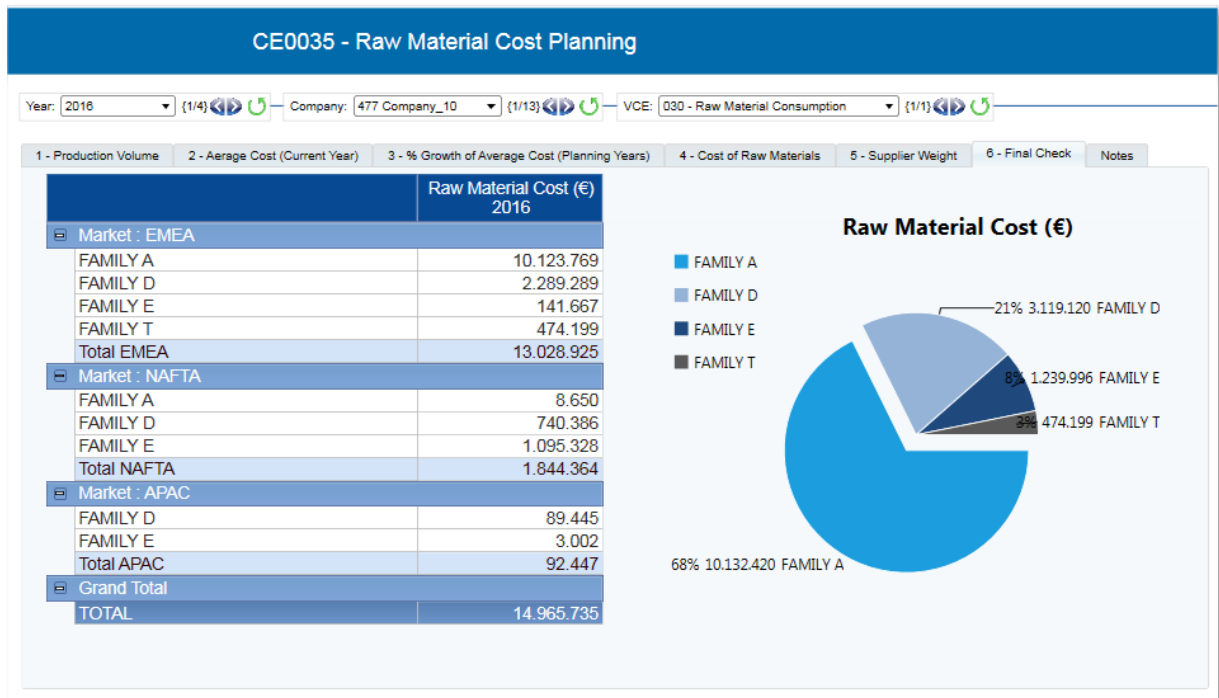 CE0035 - Raw Material Cost Planning
Year: 2016 {1/4} Company: 477 Company_10 {1/13} VCE: 030 - Raw Material Consumption {1/1}
1 - Production Volume 2 - Aerage Cost (Current Year) 3 - % Growth of Average Cost (Planning Years) 4 - Cost of Raw Materials 5 - Supplier Weight 6 - Final Check Notes
Raw Material Cost (€)
2016
Market : EMEA
FAMILY A 10.123.769
FAMILY D 2.289.289
FAMILY E 141.667
FAMILY T 474.199
Total EMEA 13.028.925
Market : NAFTA
FAMILY A 8.650
FAMILY D 740.386
FAMILY E 1.095.328
Total NAFTA 1.844.364
Market : APAC
FAMILY D 89.445
FAMILY E 3.002
Total APAC 92.447
Grand Total
TOTAL 14.965.735
Raw Material Cost (€)
FAMILY A
FAMILY D
FAMILY E
FAMILY T
21% 3.119.120 FAMILY D
8% 1.239.996 FAMILY E
3% 474.199 FAMILY T
68% 10.132.420 FAMILY A